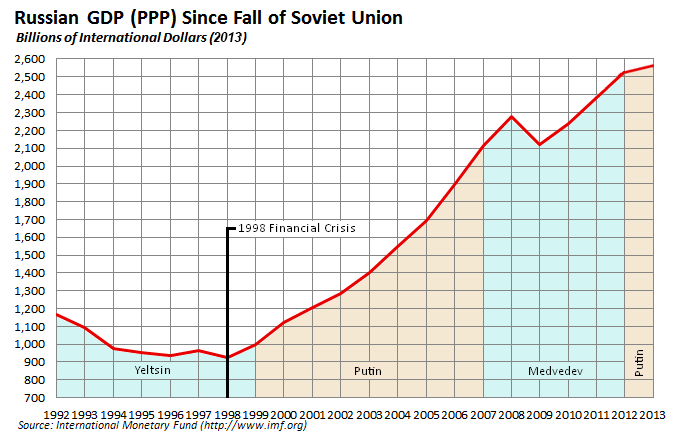 Russian GDP (PPP) Since Fall of Soviet Union
Billions of International Dollars (2013)
2,600
2,500
2,400
2,300
2,200
2,100
2,000
1,900
1,800
1,700
1,600
1,500
1,400
1,300
1,200
1,100
1,000
900
800
700
1998 Financial Crisis
Yeltsin
Putin
Medvedev
Putin
1992 1993 1994 1995 1996 1997 1998 1999 2000 2001 2002 2003 2004 2005 2006 2007 2008 2009 2010 2011 2012 2013
Source: International Monetary Fund (http://www.imf.org)